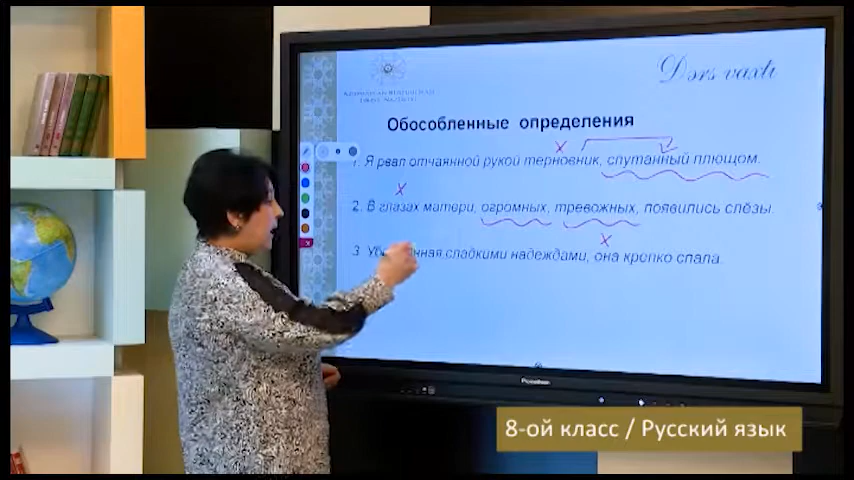 Dərs vaxtı
Обособленные определения
1. Я рвал отчаянной рукой терновник, спутанный плющом.
2. В глазах матери, огромных, тревожных, появились слёзы.
3 сладкими надеждами, она крепко спала.
8-ой класс / Русский язык